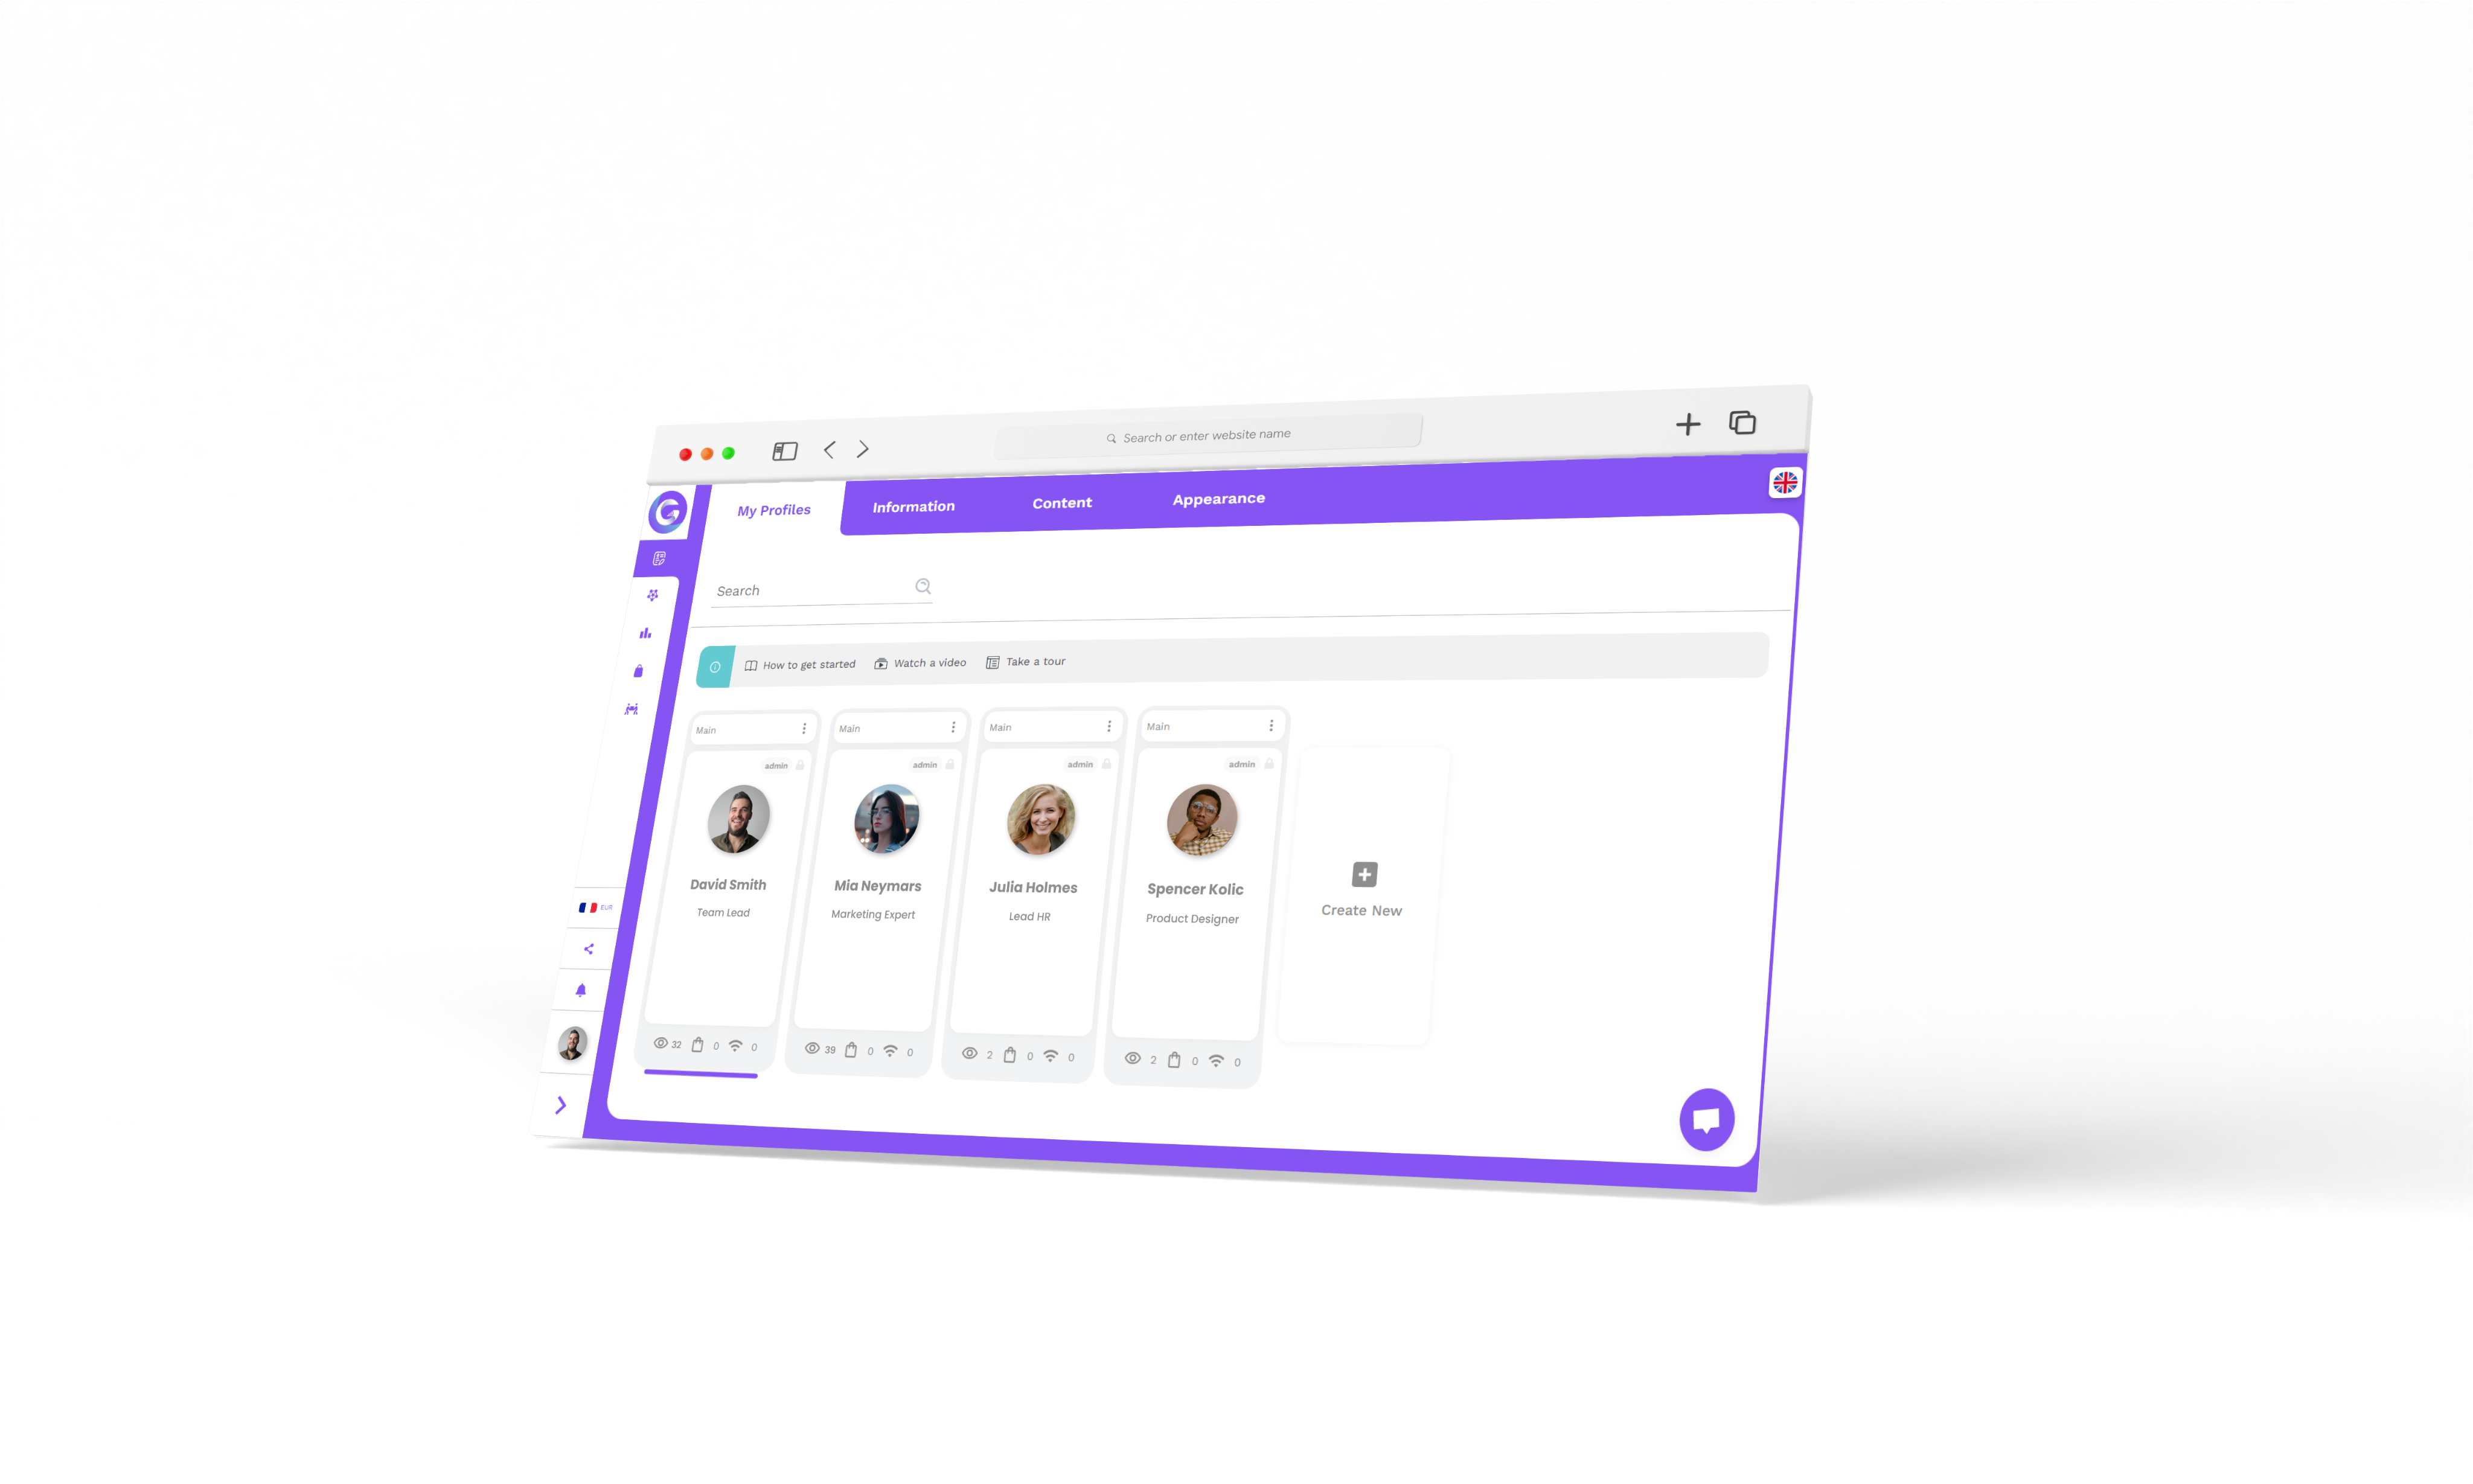 Search or enter website name
My Profiles
Information
Content
Appearance
Search
How to get started
Watch a video
Take a tour
Main
Main
Main
Main
admin
admin
admin
admin
David Smith
Mia Neymars
Julia Holmes
Spencer Kolic
Team Lead
Marketing Expert
Lead HR
Product Designer
Create New
EUR
32 0 0
39 0 0
2 0 0
2 0 0